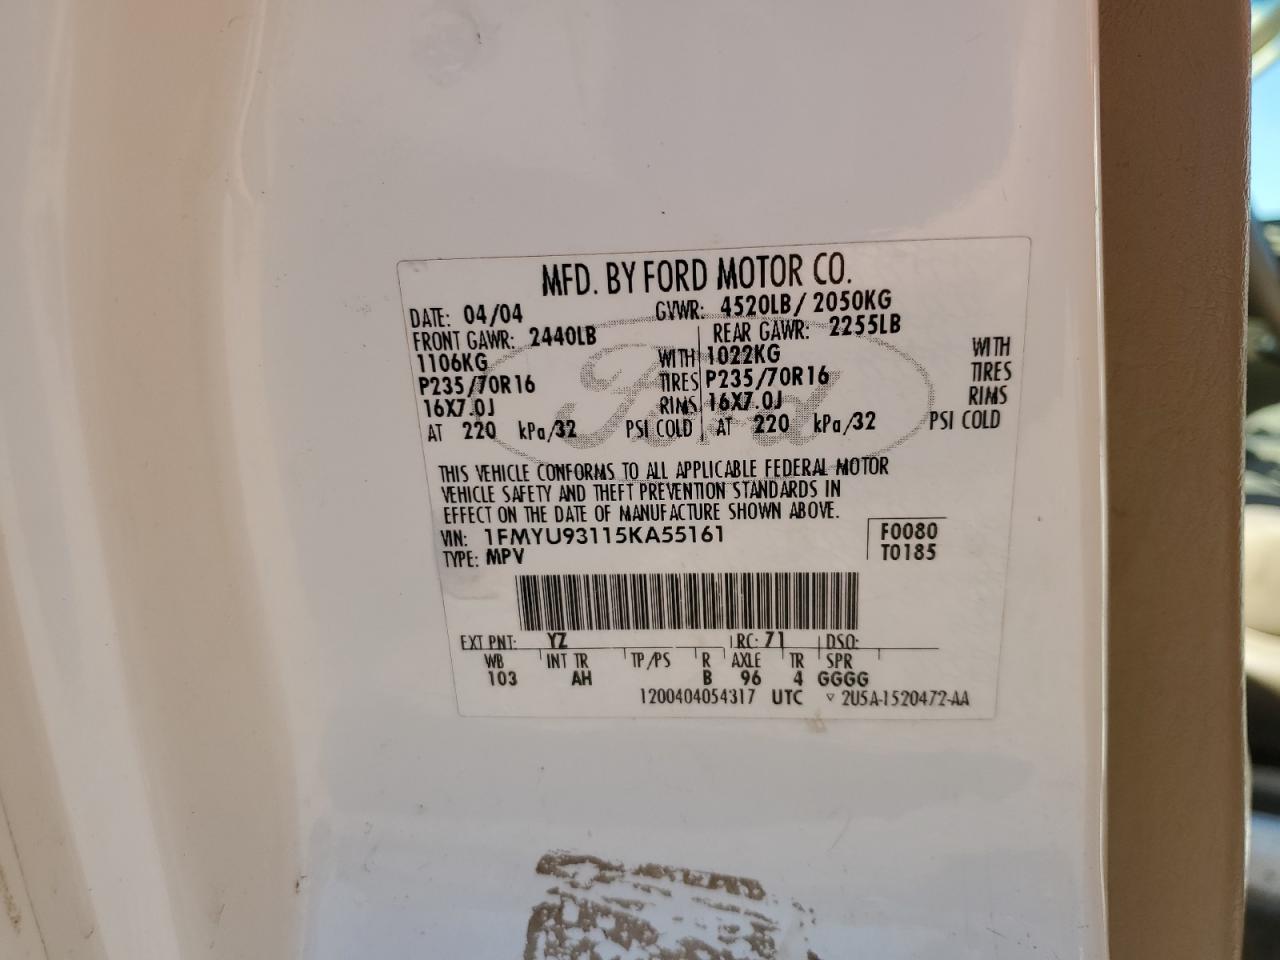 MFD. BY FORD MOTOR CO.
DATE: 04/04 GVWR: 4520LB/ 2050KG
FRONT GAWR: 2440LB REAR GAWR: 2255LB
1106KG WITH 1022KG WITH
P235/70R16 TIRES P235/70R16 TIRES
16X7.0J RIMS 16X7.0J RIMS
AT 220 kPa/32 PSI COLD AT 220 kPa/32 PSI COLD
Ford
THIS VEHICLE CONFORMS TO ALL APPLICABLE FEDERAL MOTOR
VEHICLE SAFETY AND THEFT PREVENTION STANDARDS IN
EFFECT ON THE DATE OF MANUFACTURE SHOWN ABOVE.
VIN: 1FMYU93115KA55161 F0080
TYPE: MPV T0185
EXT PNT: YZ RC: 71 DSO:
WB INT TR TP/PS R AXLE TR SPR
103 AH B 96 4 GGGG
1200404054317 UTC ▿ 2U5A-1520472-AA